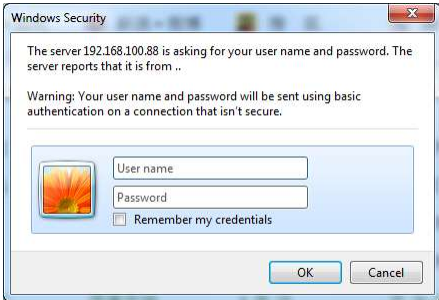 Windows Security
The server 192.168.100.88 is asking for your user name and password. The
server reports that it is from ..
Warning: Your user name and password will be sent using basic
authentication on a connection that isn't secure.
User name
Password
Remember my credentials
OK
Cancel